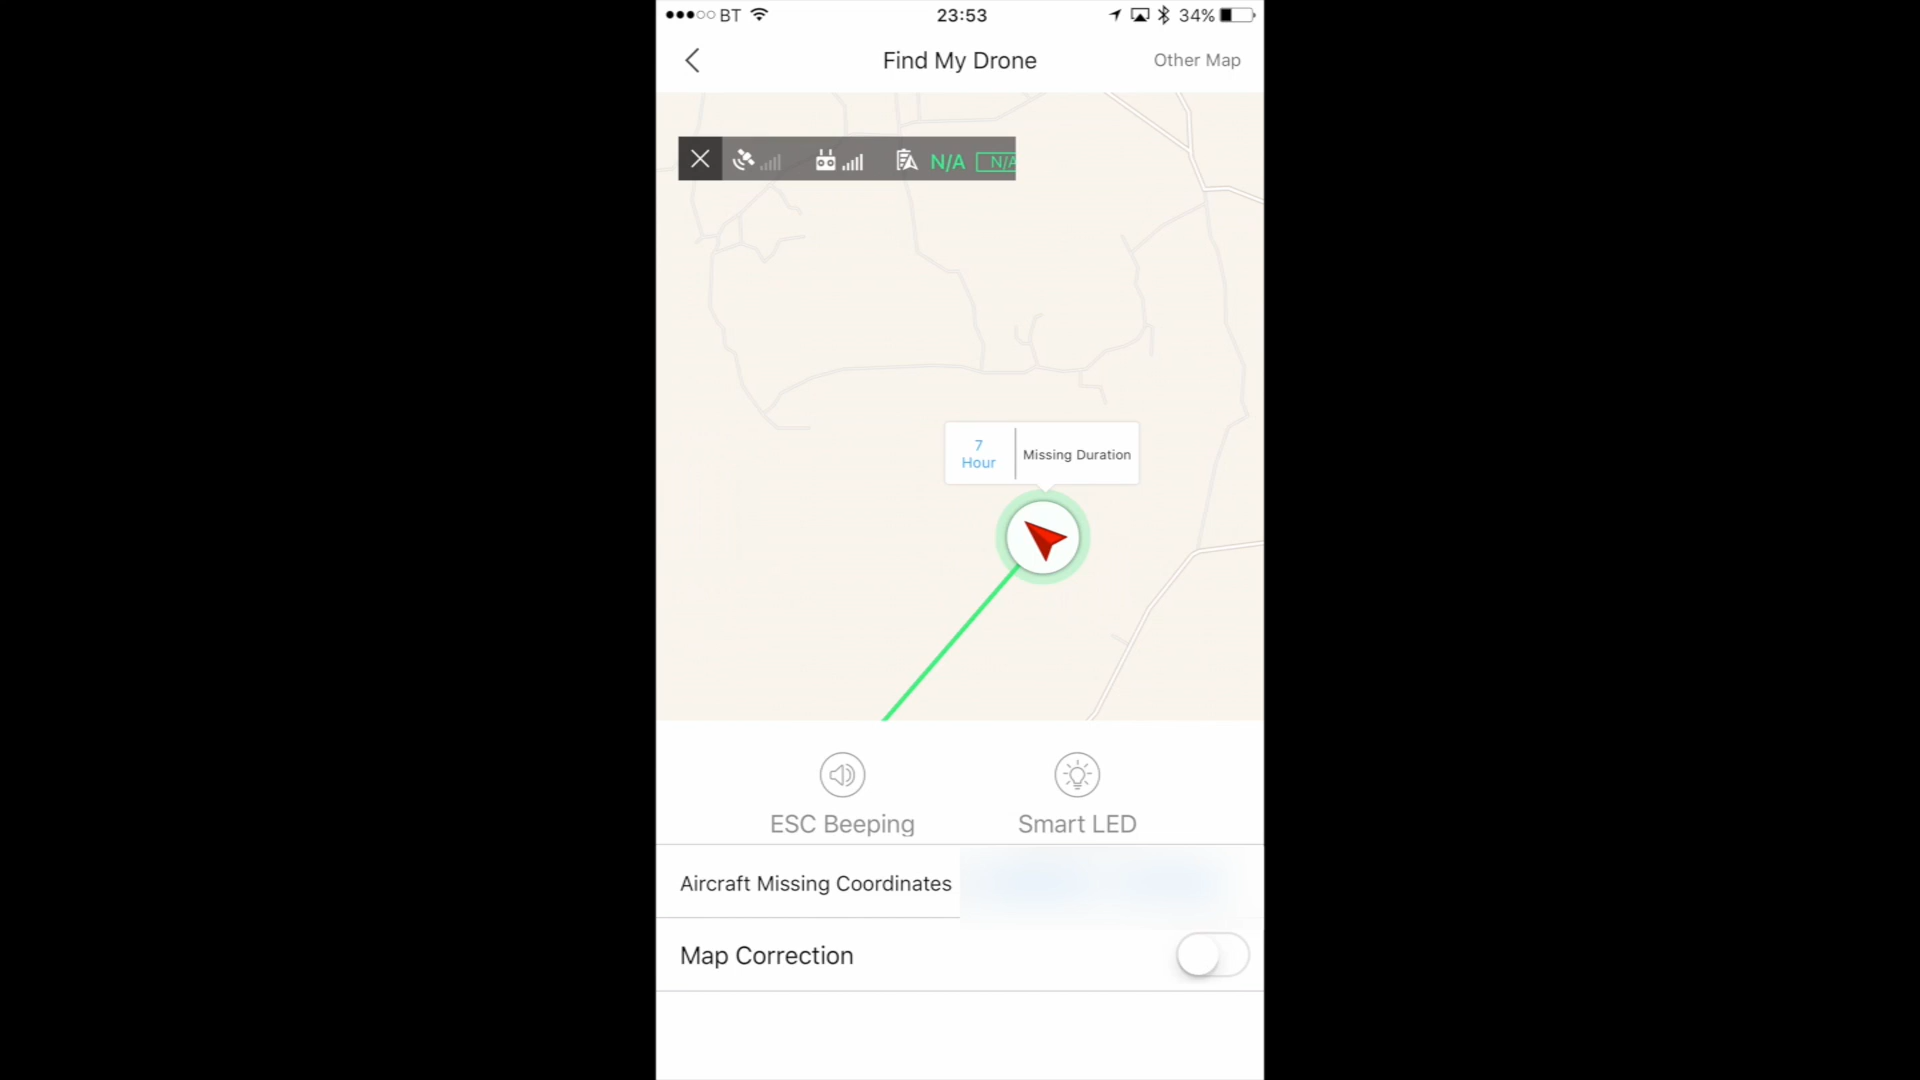 BT 23:53 34%
Find My Drone Other Map
N/A N/A
7
Hour Missing Duration
ESC Beeping Smart LED
Aircraft Missing Coordinates
Map Correction